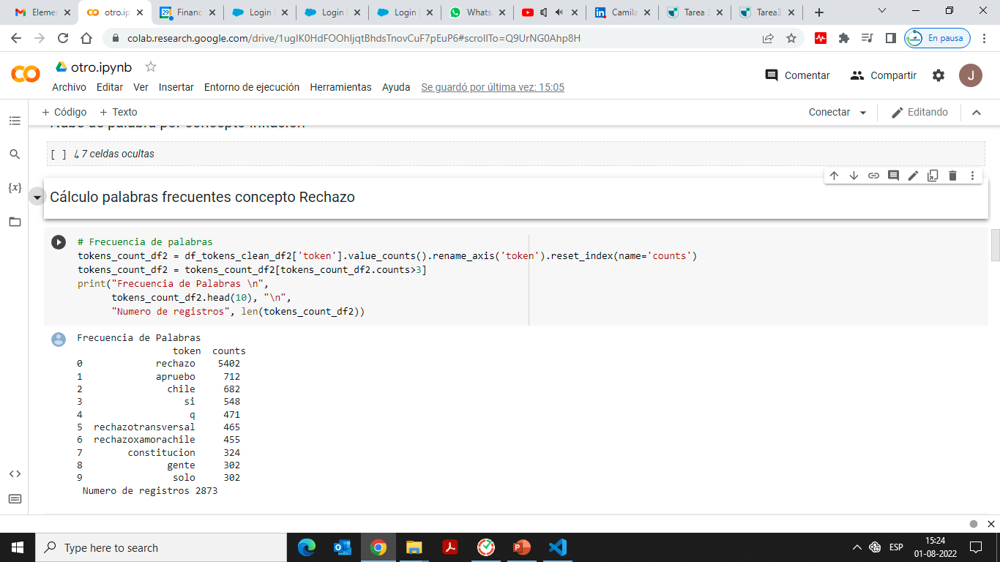 Elemer
otro.ip
Financ
Login
Login
Login
Whats
Camila
Tarea 3
Tarea3
colab.research.google.com/drive/1ugIK0HdFOOhIjqtBhdsTnovCuF7pEuP6#scrollTo=Q9UrNG0Ahp8H
En pausa
otro.ipynb
Comentar
Compartir
J
Archivo Editar Ver Insertar Entorno de ejecución Herramientas Ayuda Se guardó por última vez: 15:05
+ Código + Texto
Conectar
Editando
Nube de palabra por concepto Inflación
[ ] ↳ 7 celdas ocultas
Cálculo palabras frecuentes concepto Rechazo
# Frecuencia de palabras
tokens_count_df2 = df_tokens_clean_df2['token'].value_counts().rename_axis('token').reset_index(name='counts')
tokens_count_df2 = tokens_count_df2[tokens_count_df2.counts>3]
print("Frecuencia de Palabras \n",
tokens_count_df2.head(10), "\n",
"Numero de registros", len(tokens_count_df2))
Frecuencia de Palabras
token counts
0 rechazo 5402
1 apruebo 712
2 chile 682
3 si 548
4 q 471
5 rechazotransversal 465
6 rechazoxamorachile 455
7 constitucion 324
8 gente 302
9 solo 302
Numero de registros 2873
Type here to search
ESP
15:24
01-08-2022